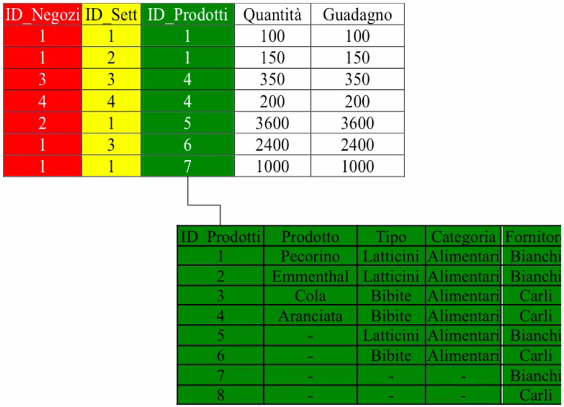 ID_Negozi ID_Sett ID_Prodotti Quantità Guadagno
1 1 1 100 100
1 2 1 150 150
3 3 4 350 350
4 4 4 200 200
2 1 5 3600 3600
1 3 6 2400 2400
1 1 7 1000 1000
ID_Prodotti Prodotto Tipo Categoria Fornitore
1 Pecorino Latticini Alimentari Bianchi
2 Emmenthal Latticini Alimentari Bianchi
3 Cola Bibite Alimentari Carli
4 Aranciata Bibite Alimentari Carli
5 - Latticini Alimentari Bianchi
6 - Bibite Alimentari Carli
7 - - - Bianchi
8 - - - Carli